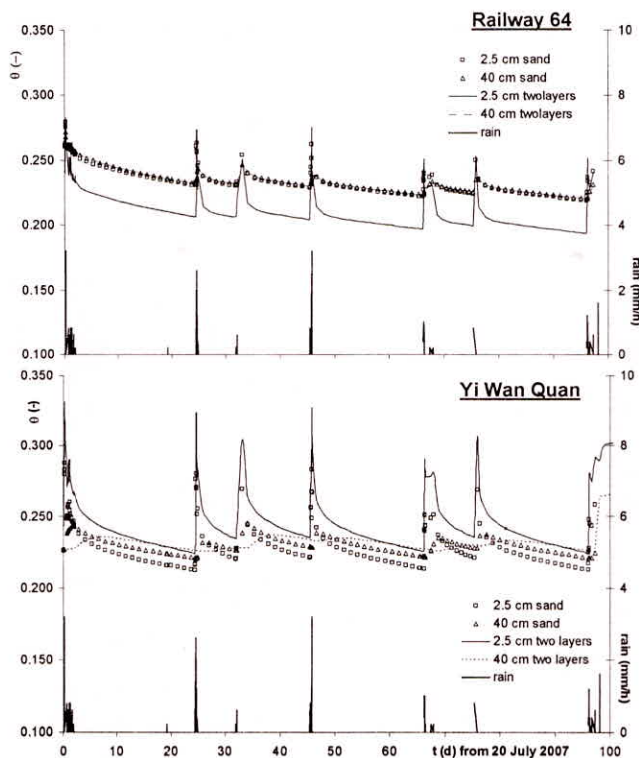 Railway 64
θ (–)
0.350
0.300
0.250
0.200
0.150
0.100
10
8
6
4
2
0
rain (mm/h)
2.5 cm sand
40 cm sand
2.5 cm twolayers
40 cm twolayers
rain
Yi Wan Quan
θ (-)
0.350
0.300
0.250
0.200
0.150
0.100
10
8
6
4
2
0
rain (mm/h)
2.5 cm sand
40 cm sand
2.5 cm two layers
40 cm two layers
rain
0
10
20
30
40
50
60
t (d) from 20 July 2007
100